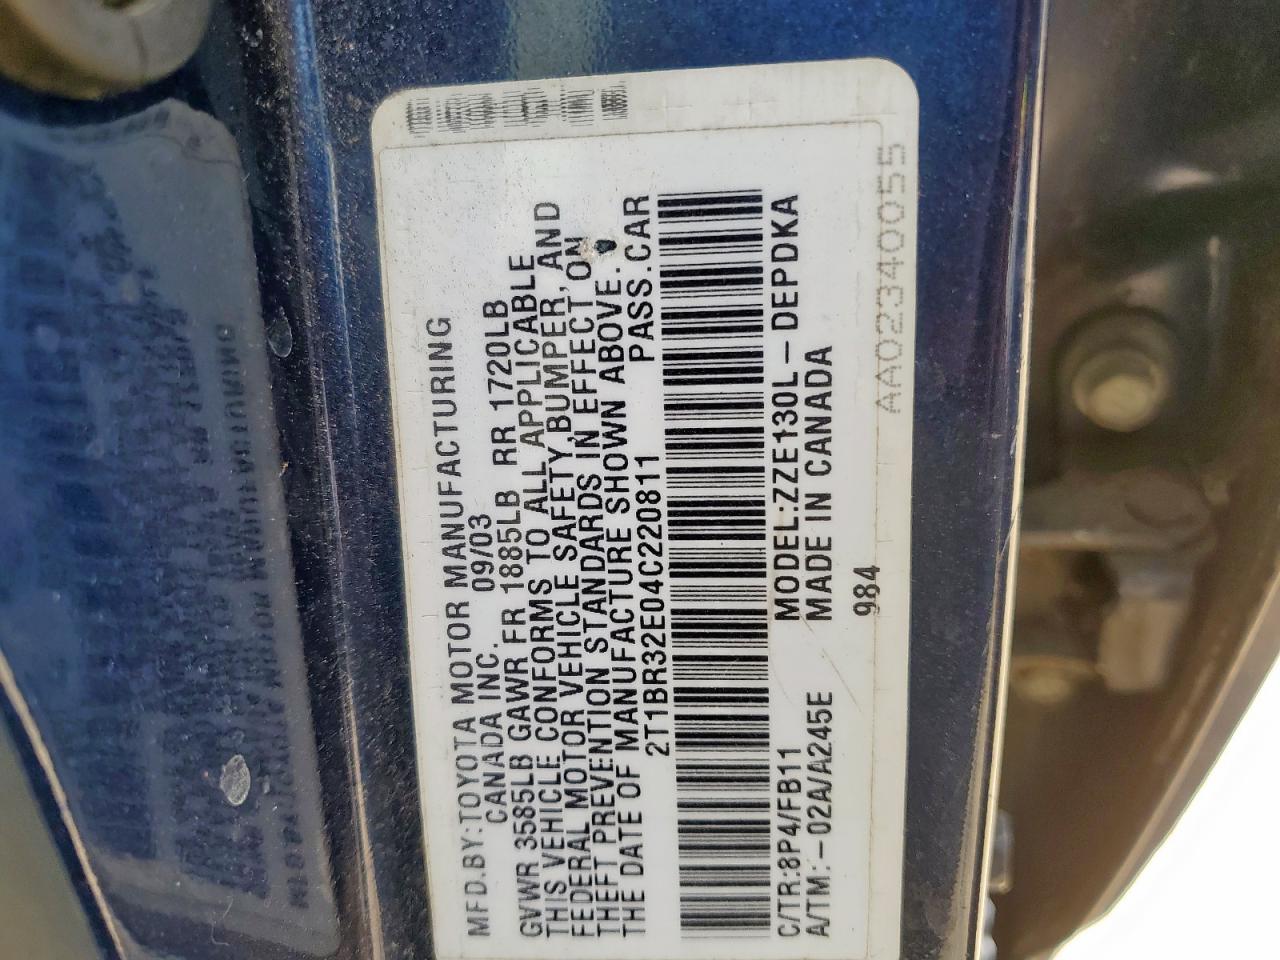 MFD.BY:TOYOTA MOTOR MANUFACTURING
CANADA INC. 09/03
GVWR 3585LB GAWR FR 1885LB RR 1720LB
THIS VEHICLE CONFORMS TO ALL APPLICABLE
FEDERAL MOTOR VEHICLE SAFETY,BUMPER, AND
THEFT PREVENTION STANDARDS IN EFFECT ON
THE DATE OF MANUFACTURE SHOWN ABOVE.
2T1BR32E04C220811 PASS.CAR
C/TR:8P4/FB11 MODEL:ZZE130L-DEPDKA
A/TM:-02A/A245E MADE IN CANADA
984
AA02340055